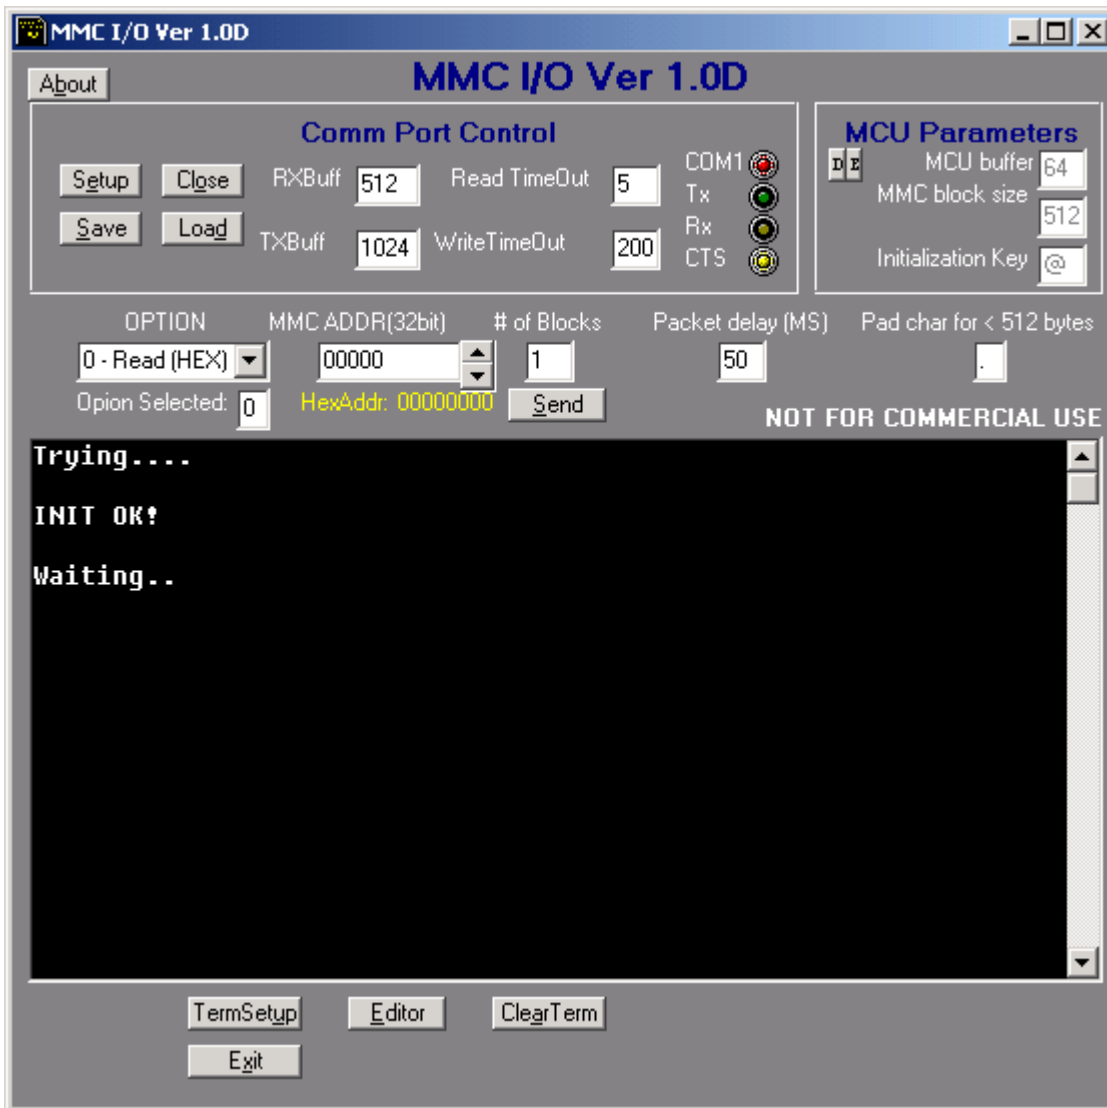 MMC I/O Ver 1.0D
About
MMC I/O Ver 1.0D
Comm Port Control
Setup Close RXBuff 512 Read TimeOut 5
Save Load TXBuff 1024 WriteTimeOut 200
COM1
Tx
Rx
CTS
MCU Parameters
D E MCU buffer 64
MMC block size 512
Initialization Key @
OPTION MMC ADDR(32bit) # of Blocks Packet delay (MS) Pad char for < 512 bytes
0 - Read (HEX) 00000 1 50 .
Opion Selected: 0 HexAddr: 00000000 Send
NOT FOR COMMERCIAL USE
Trying....
INIT OK!
Waiting..
TermSetup Editor ClearTerm
Exit